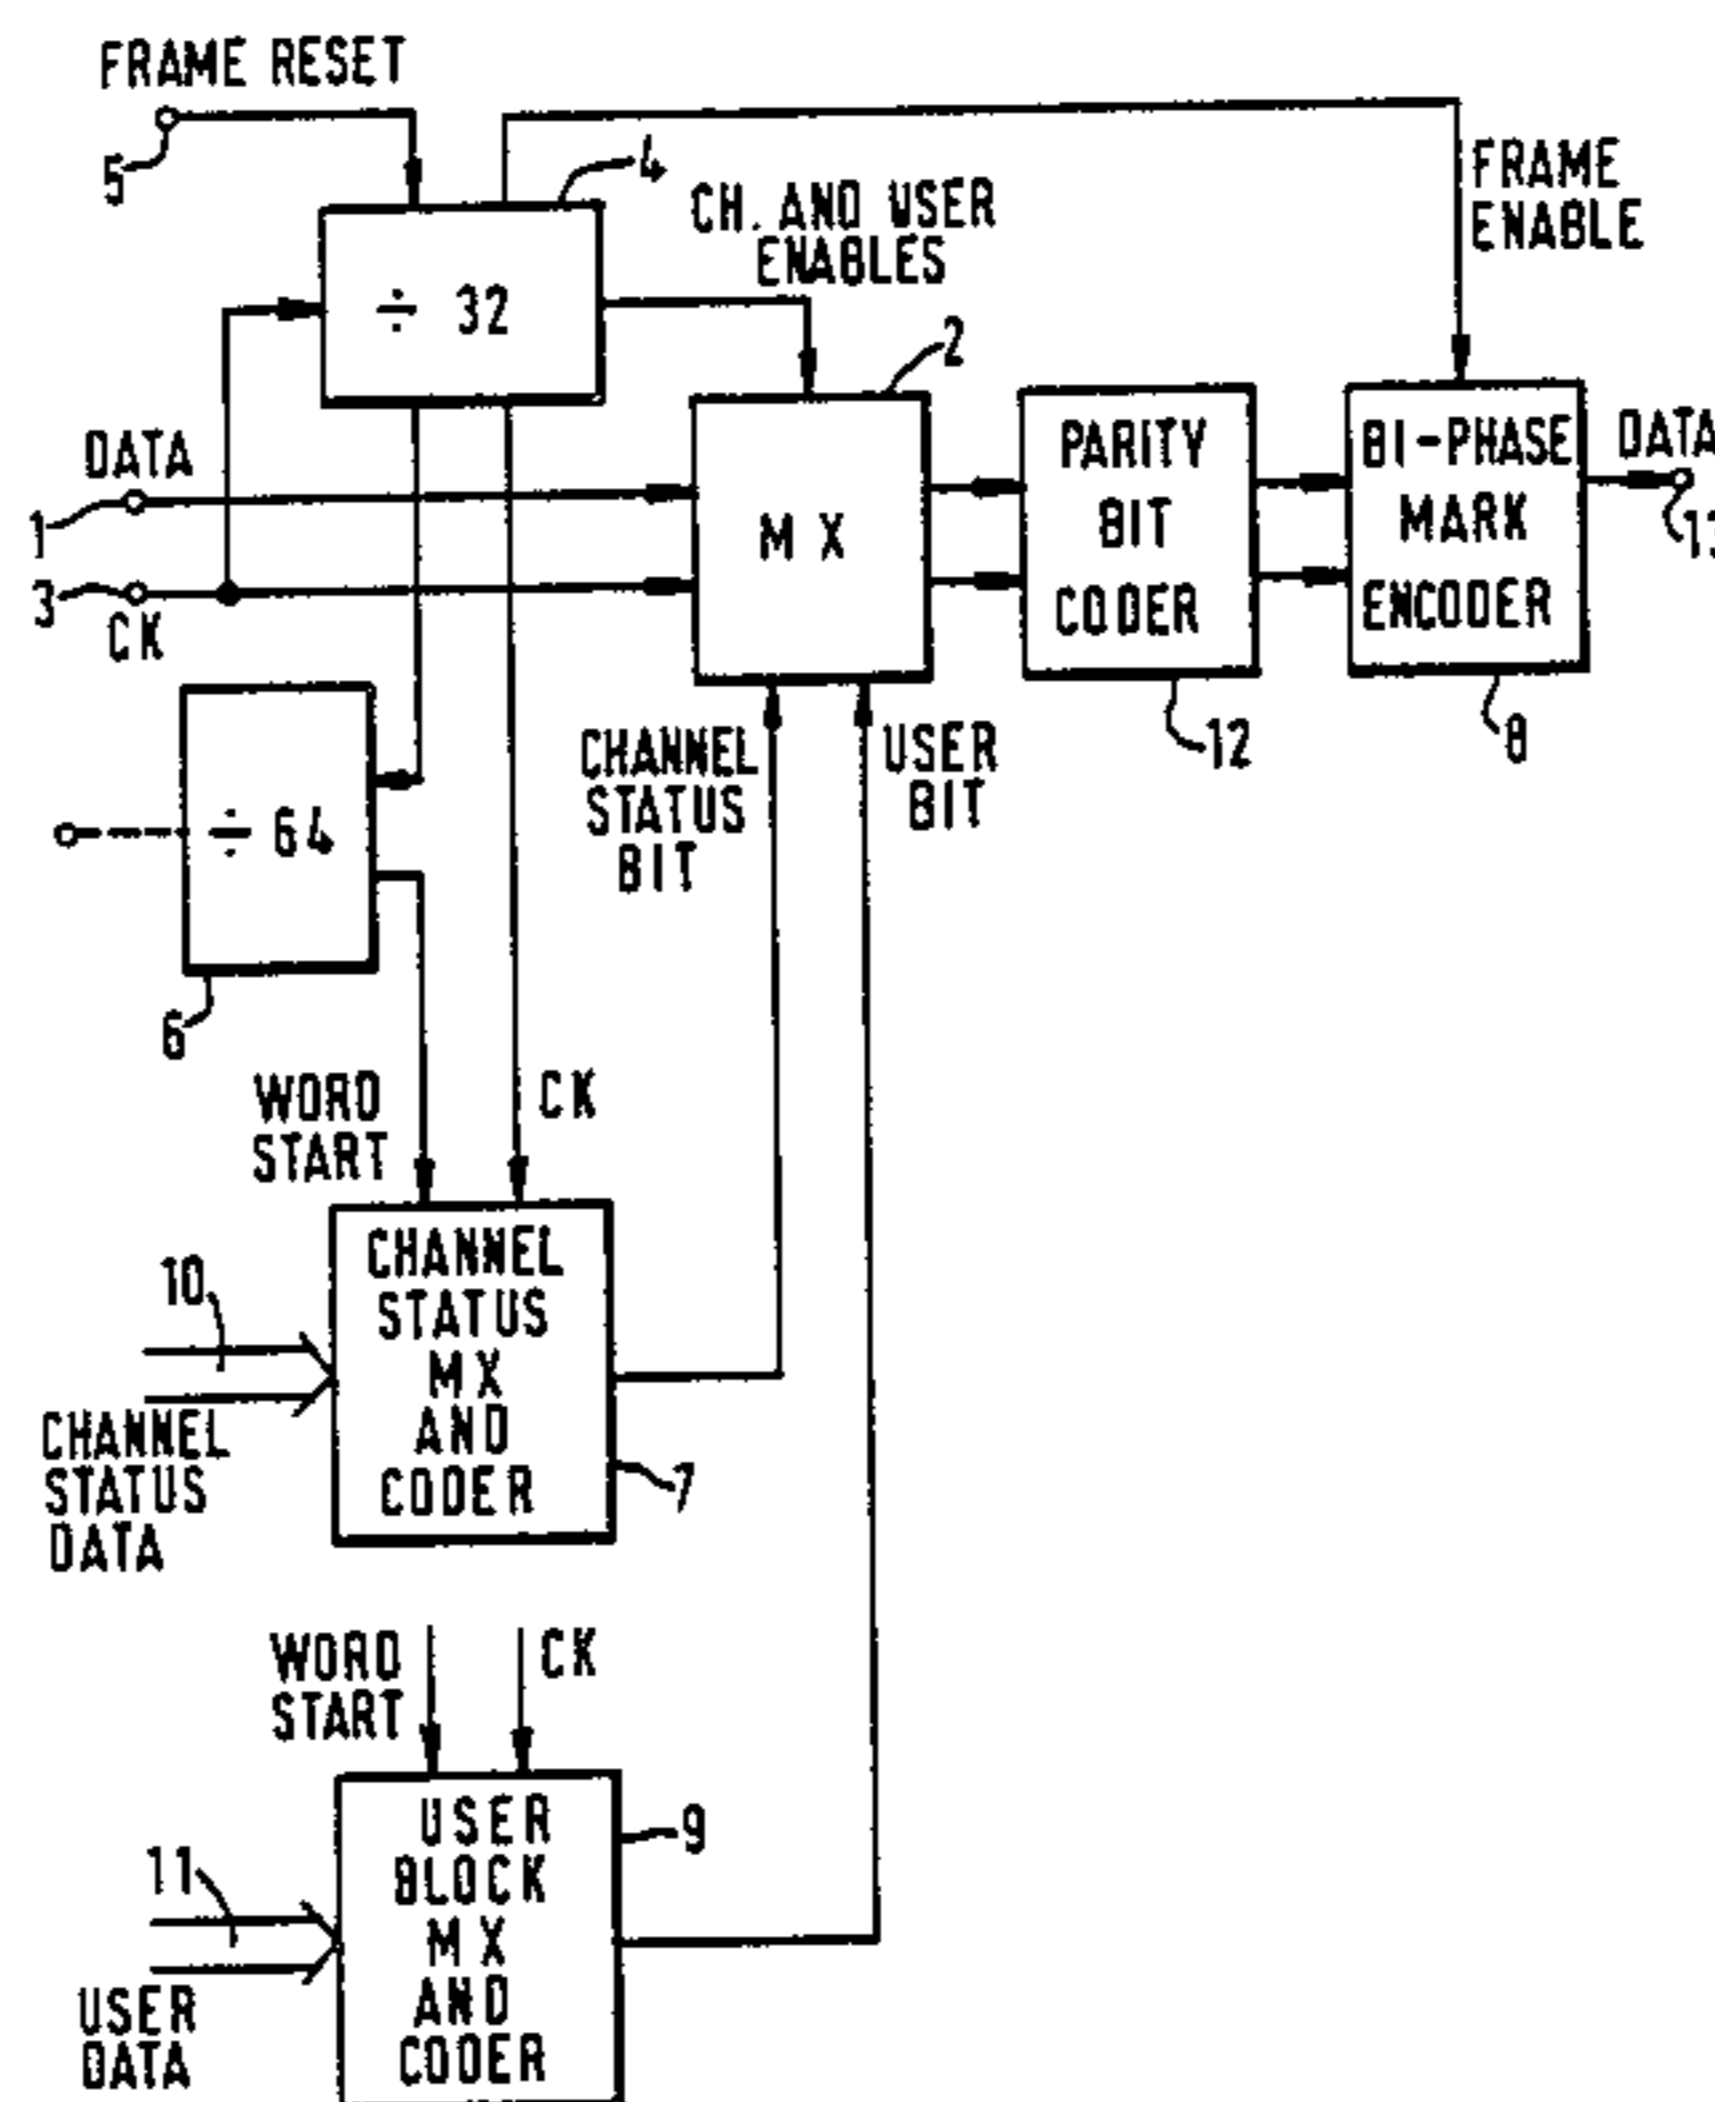 FRAME RESET
5
4
÷ 32
CH. AND USER
ENABLES
FRAME
ENABLE
2
DATA
1
3
CK
MX
PARITY
BIT
CODER
BI-PHASE
MARK
ENCODER
DATA
12
8
÷ 64
6
CHANNEL
STATUS
BIT
USER
BIT
WORD
START
CK
10
CHANNEL
STATUS
DATA
CHANNEL
STATUS
MX
AND
CODER
7
WORD
START
CK
11
USER
DATA
USER
BLOCK
MX
AND
CODER
9